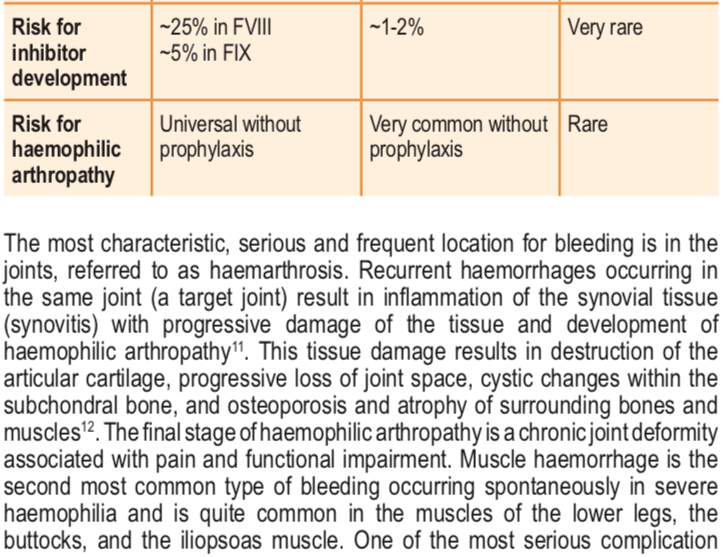 Risk for inhibitor development	~25% in FVIII ~5% in FIX	~1-2%	Very rare
Risk for haemophilic arthropathy	Universal without prophylaxis	Very common without prophylaxis	Rare
The most characteristic, serious and frequent location for bleeding is in the
joints, referred to as haemarthrosis. Recurrent haemorrhages occurring in
the same joint (a target joint) result in inflammation of the synovial tissue
(synovitis) with progressive damage of the tissue and development of
haemophilic arthropathy¹¹. This tissue damage results in destruction of the
articular cartilage, progressive loss of joint space, cystic changes within the
subchondral bone, and osteoporosis and atrophy of surrounding bones and
muscles¹². The final stage of haemophilic arthropathy is a chronic joint deformity
associated with pain and functional impairment. Muscle haemorrhage is the
second most common type of bleeding occurring spontaneously in severe
haemophilia and is quite common in the muscles of the lower legs, the
buttocks, and the iliopsoas muscle. One of the most serious complication